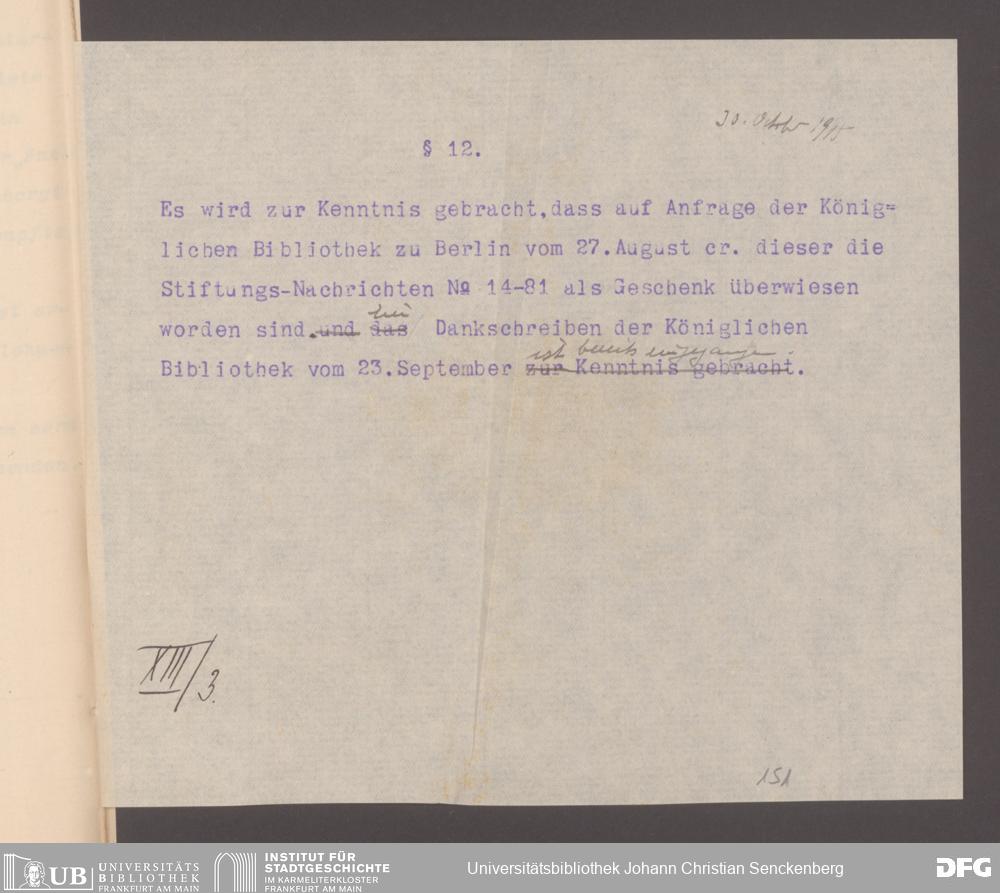 30. Oktober 1915
§ 12.
Es wird zur Kenntnis gebracht, dass auf Anfrage der König=
lichen Bibliothek zu Berlin vom 27. August cr. dieser die
Stiftungs-Nachrichten № 14-81 als Geschenk überwiesen
worden sind. und das Ein Dankschreiben der Königlichen
ist bereits eingegangen.
Bibliothek vom 23. September zur Kenntnis gebracht.
XIII/3.
151
UB UNIVERSITÄTS
BIBLIOTHEK
FRANKFURT AM MAIN
INSTITUT FÜR
STADTGESCHICHTE
IM KARMELITERKLOSTER
FRANKFURT AM MAIN
Universitätsbibliothek Johann Christian Senckenberg
DFG